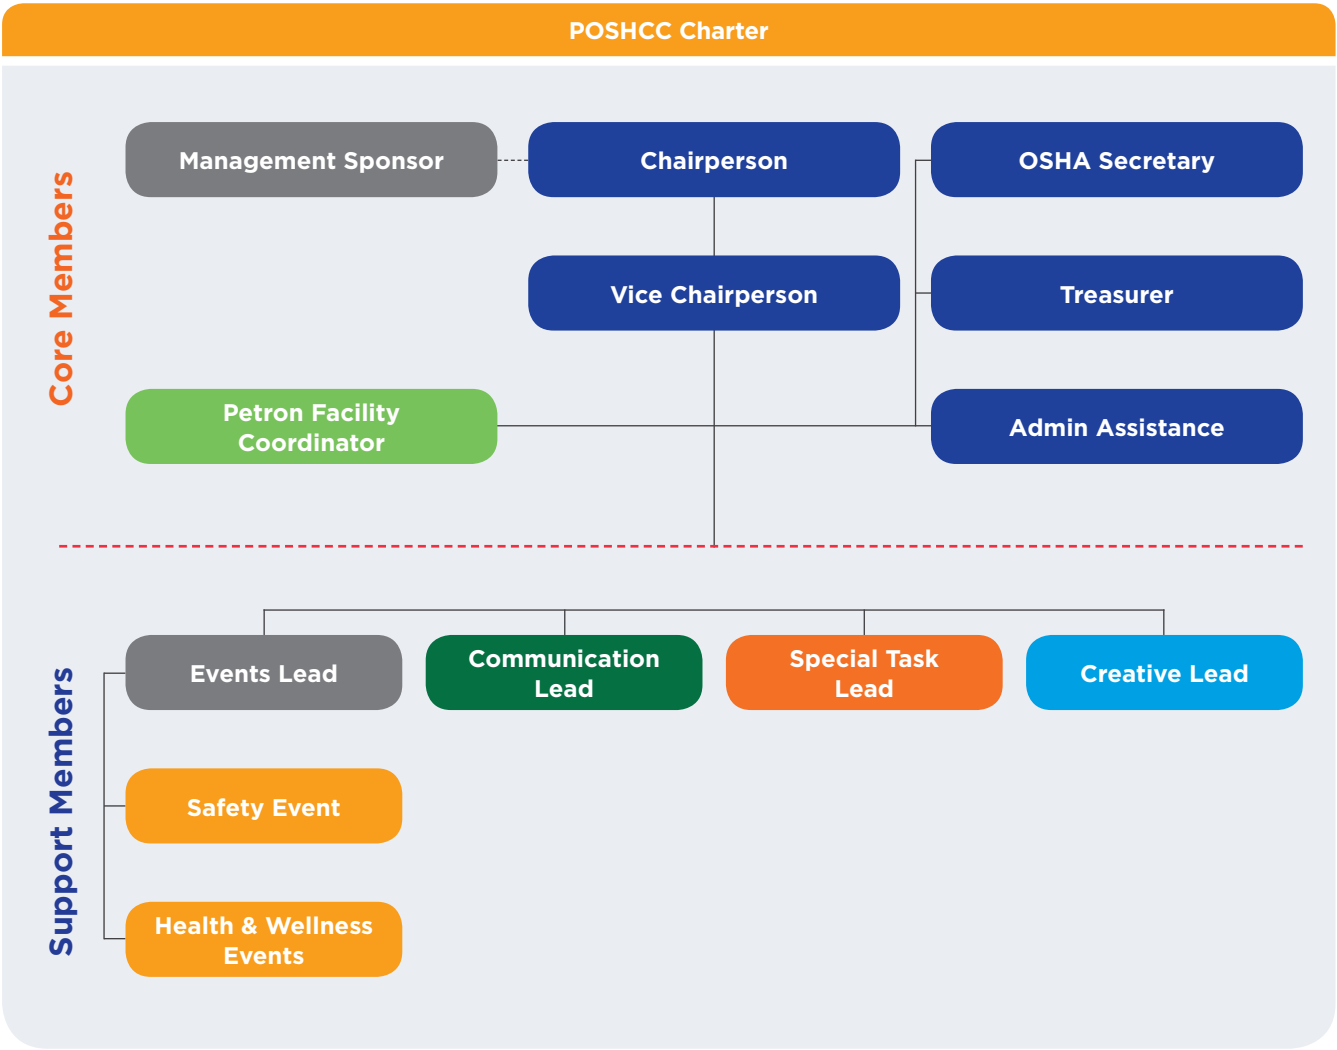 POSHCC Charter
Core Members
Management Sponsor
Chairperson
OSHA Secretary
Vice Chairperson
Treasurer
Petron Facility
Coordinator
Admin Assistance
Support Members
Events Lead
Communication
Lead
Special Task
Lead
Creative Lead
Safety Event
Health & Wellness
Events